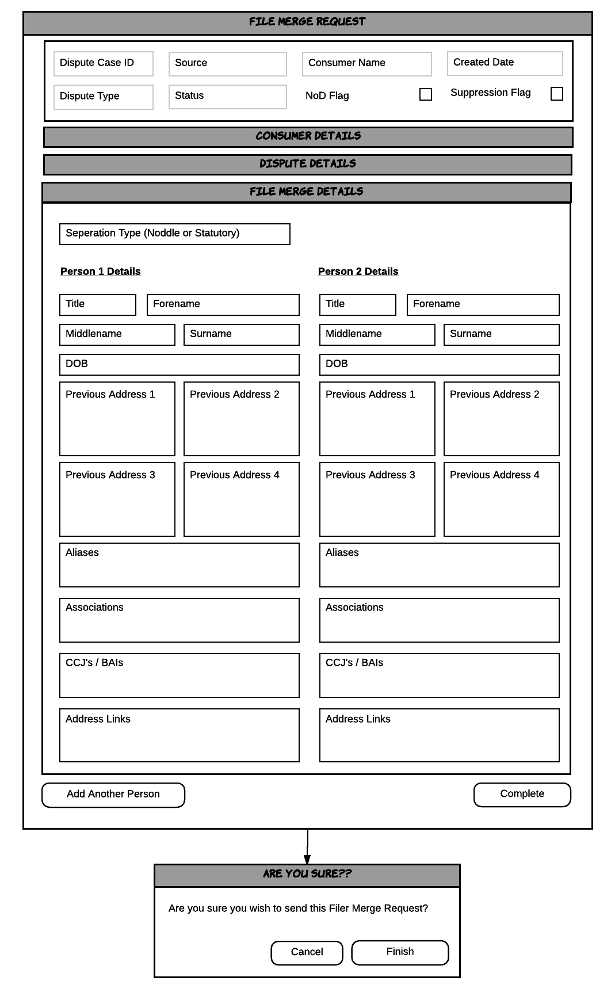 FILE MERGE REQUEST
Dispute Case ID Source Consumer Name Created Date
Dispute Type Status NoD Flag Suppression Flag
CONSUMER DETAILS
DISPUTE DETAILS
FILE MERGE DETAILS
Seperation Type (Noddle or Statutory)
Person 1 Details Person 2 Details
Title Forename Title Forename
Middlename Surname Middlename Surname
DOB DOB
Previous Address 1 Previous Address 2 Previous Address 1 Previous Address 2
Previous Address 3 Previous Address 4 Previous Address 3 Previous Address 4
Aliases Aliases
Associations Associations
CCJ's / BAIs CCJ's / BAIs
Address Links Address Links
Add Another Person Complete
ARE YOU SURE??
Are you sure you wish to send this Filer Merge Request?
Cancel Finish